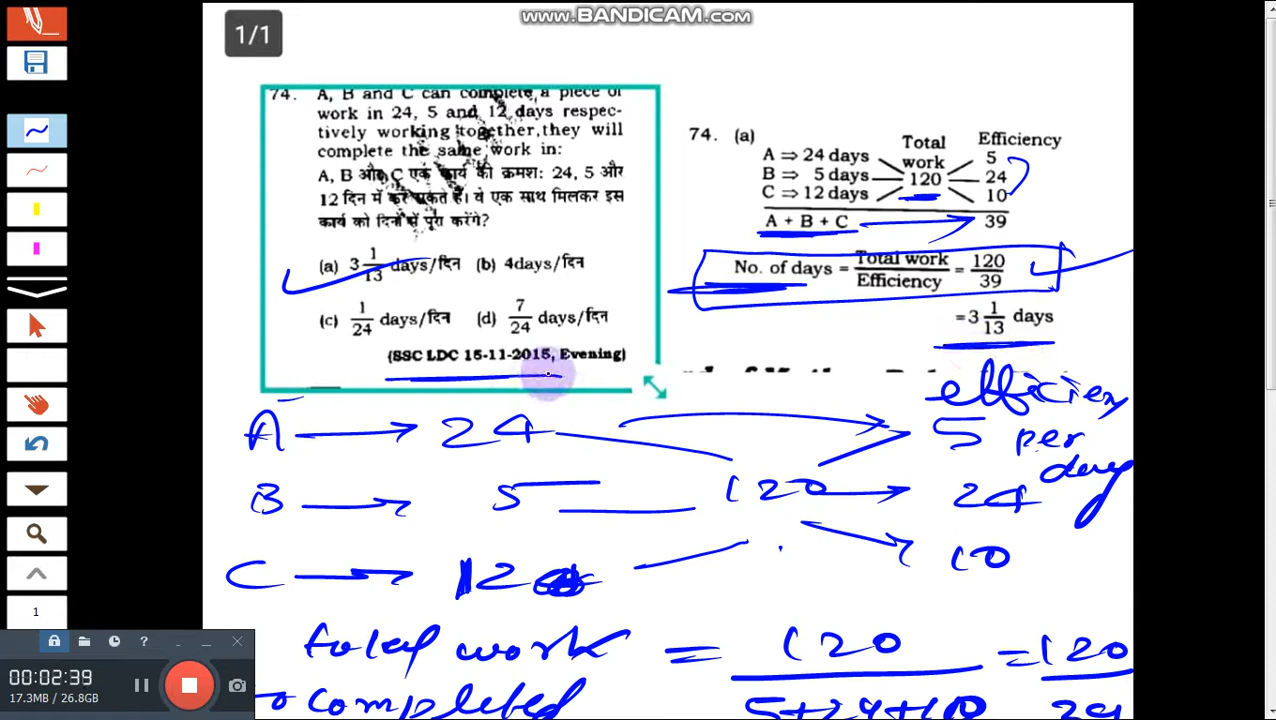 www.BANDICAM.com
1/1
74. A, B and C can complete a piece of
work in 24, 5 and 12 days respec-
tively working together, they will
complete the same work in:
A, B और C एक कार्य को क्रमश: 24, 5 और
12 दिन में कर सकते हैं। ये एक साथ मिलकर इस
कार्य को दिनों में पूरा करेंगे?
(a) 3 1/13 days/दिन (b) 4days/दिन
(c) 1/24 days/दिन (d) 7/24 days/दिन
(SSC LDC 15-11-2015, Evening)
74. (a)
Total work Efficiency
A ⇒ 24 days 5
B ⇒ 5 days 120 24
C ⇒ 12 days 10
A + B + C 39
No. of days = Total work/Efficiency = 120/39
= 3 1/13 days
efficiency
A → 24 5 per day
B → 5 120 → 24
C → 12 10
total work = 120 = 120
completed 5+24+10
1
00:02:39
17.3MB / 26.8GB